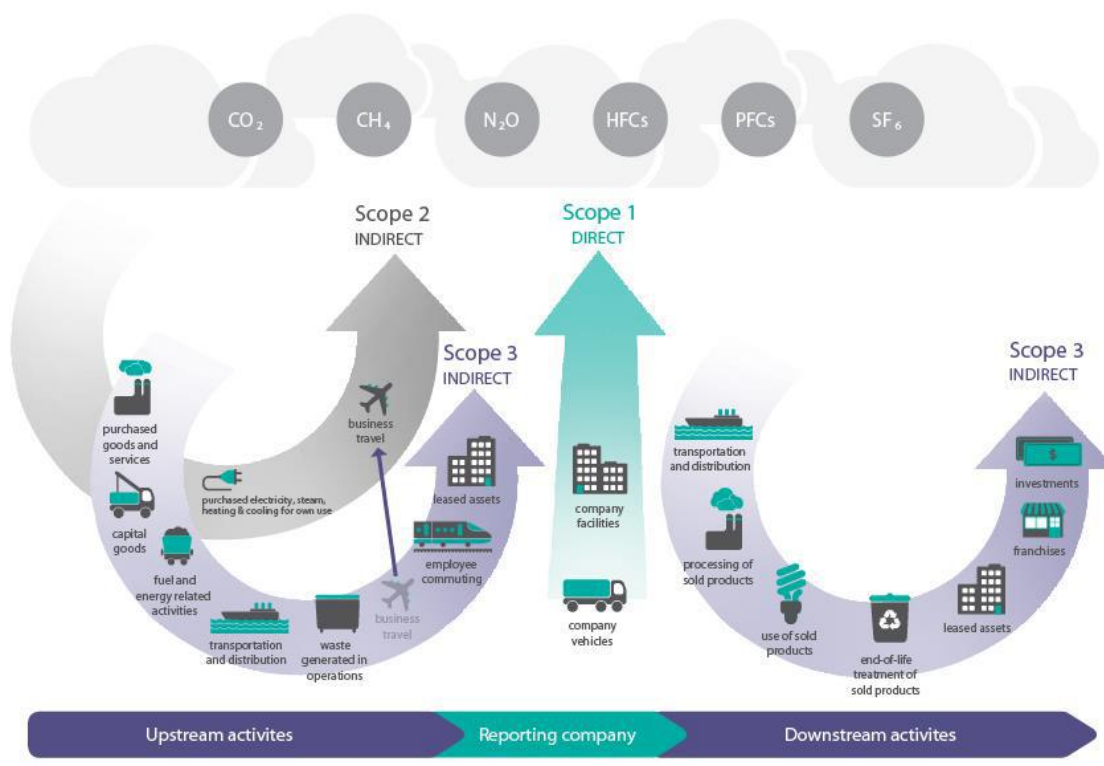 CO₂
CH₄
N₂O
HFCs
PFCs
SF₆
Scope 2
INDIRECT
Scope 1
DIRECT
Scope 3
INDIRECT
Scope 3
INDIRECT
purchased
goods and
services
capital
goods
fuel and
energy related
activities
transportation
and distribution
waste
generated in
operations
business
travel
employee
commuting
leased assets
purchased electricity, steam,
heating & cooling for own use
business
travel
company
facilities
company
vehicles
transportation
and distribution
processing of
sold products
use of sold
products
end-of-life
treatment of
sold products
leased assets
franchises
investments
Upstream activites
Reporting company
Downstream activites